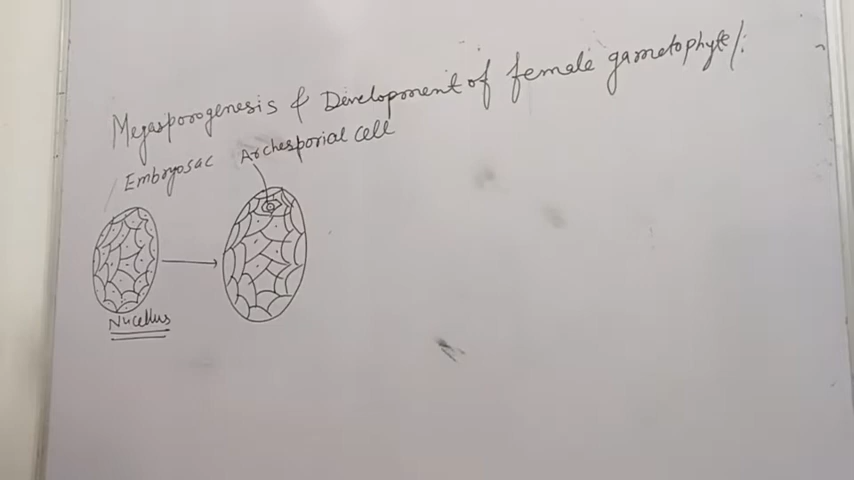 Megasporogenesis & Development of female gametophyte/:
Embryosac
Archesporial cell
Nucellus